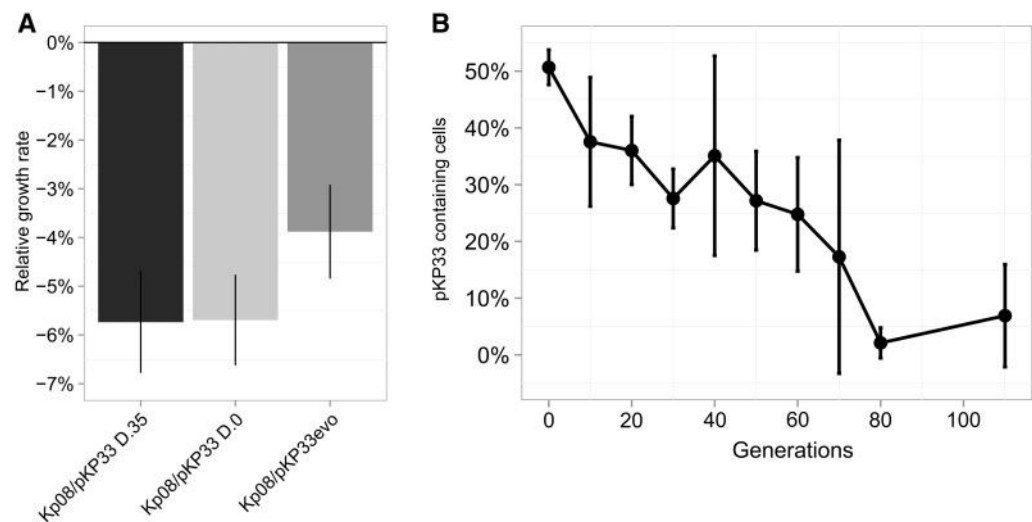 A
0%
−1%
−2%
−3%
−4%
−5%
−6%
−7%
Relative growth rate
Kp08/pKP33 D.35
Kp08/pKP33 D.0
Kp08/pKP33evo
B
50%
40%
30%
20%
10%
0%
pKP33 containing cells
0 20 40 60 80 100
Generations